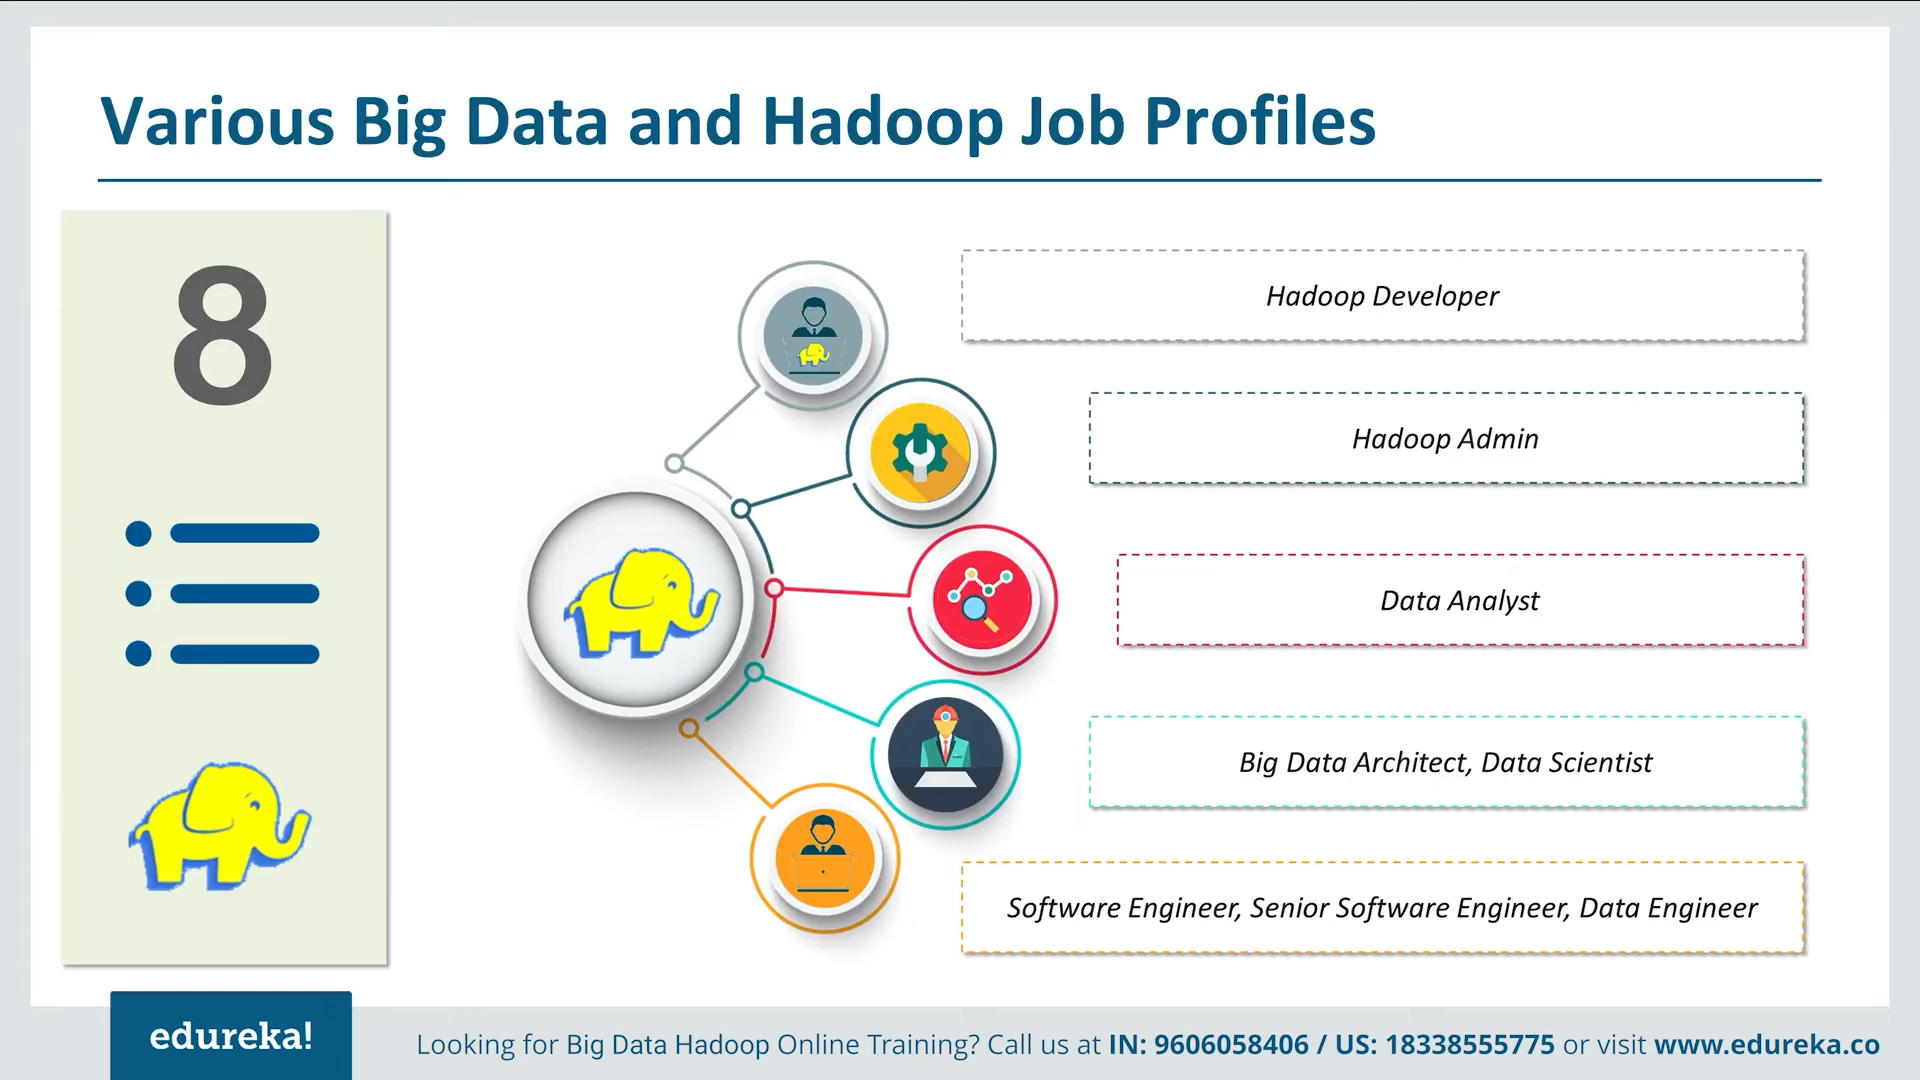 Various Big Data and Hadoop Job Profiles
8
Hadoop Developer
Hadoop Admin
Data Analyst
Big Data Architect, Data Scientist
Software Engineer, Senior Software Engineer, Data Engineer
edureka!
Looking for Big Data Hadoop Online Training? Call us at IN: 9606058406 / US: 18338555775 or visit www.edureka.co